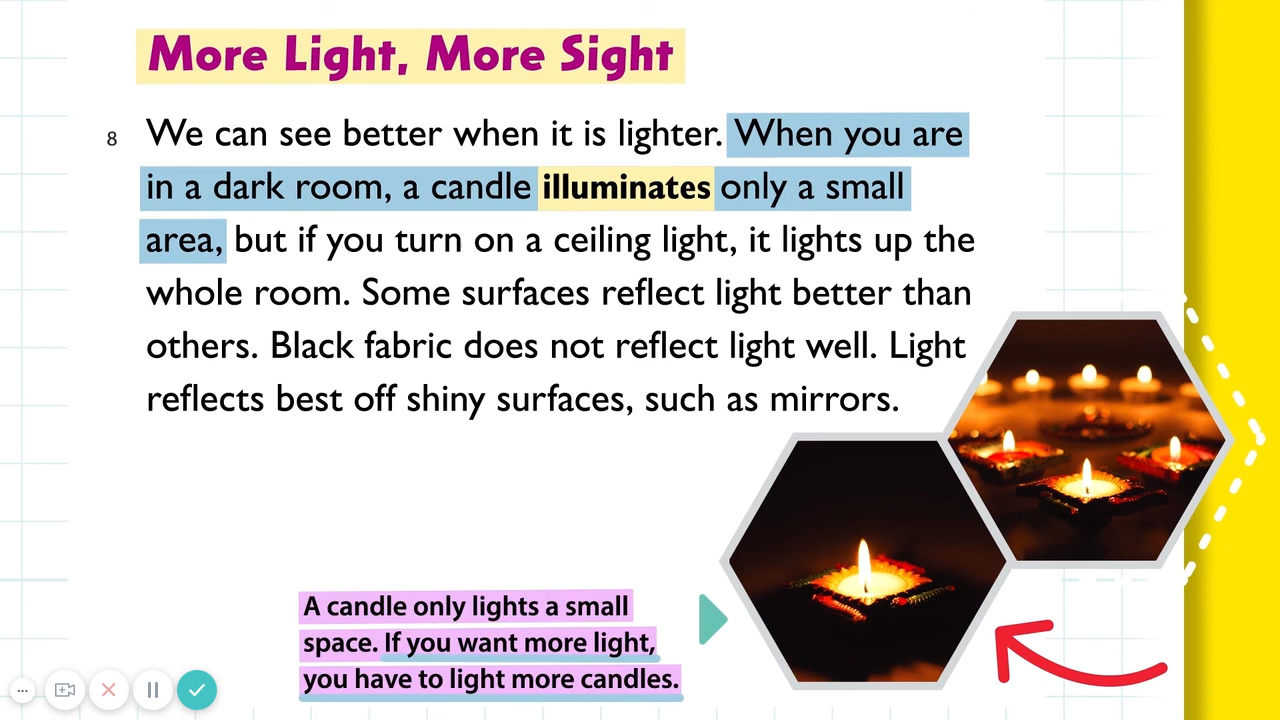 More Light, More Sight
8 We can see better when it is lighter. When you are
in a dark room, a candle illuminates only a small
area, but if you turn on a ceiling light, it lights up the
whole room. Some surfaces reflect light better than
others. Black fabric does not reflect light well. Light
reflects best off shiny surfaces, such as mirrors.
A candle only lights a small
space. If you want more light,
you have to light more candles.